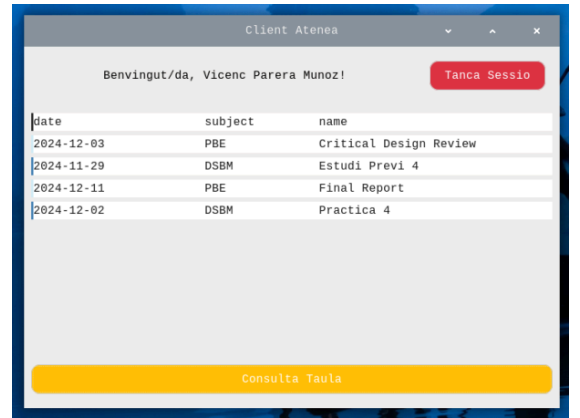 Client Atenea
Benvingut/da, Vicenc Parera Munoz!
Tanca Sessio
date subject name
2024-12-03 PBE Critical Design Review
2024-11-29 DSBM Estudi Previ 4
2024-12-11 PBE Final Report
2024-12-02 DSBM Practica 4
Consulta Taula